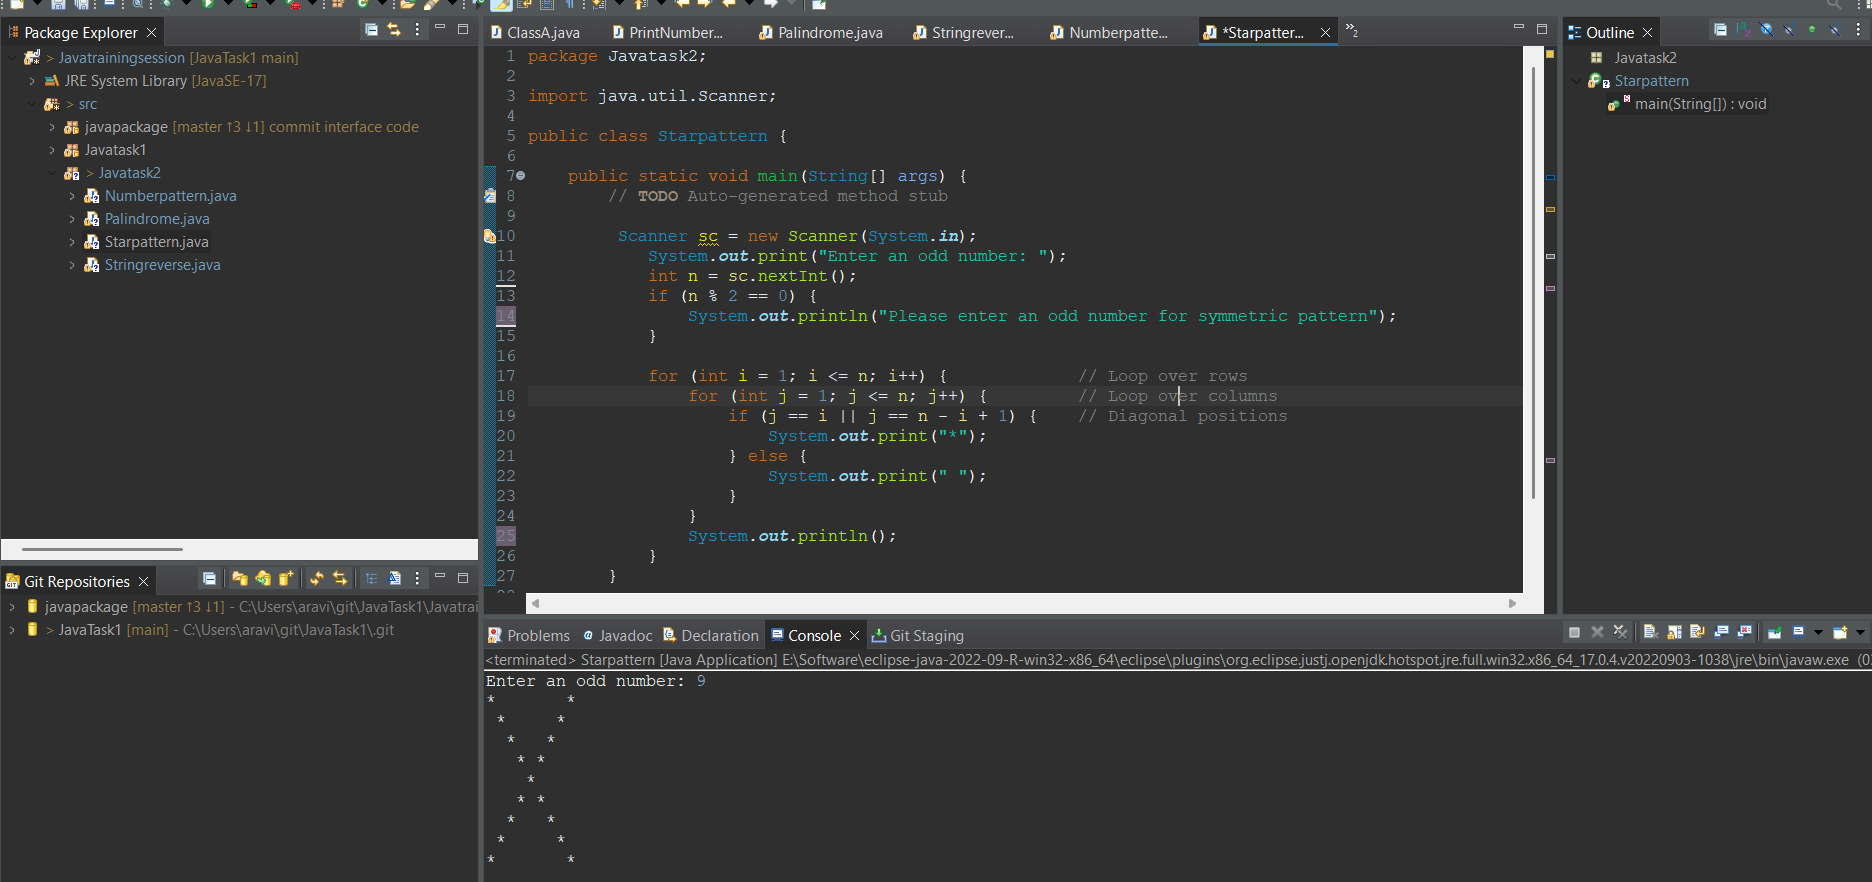 Package Explorer
> Javatrainingsession [JavaTask1 main]
JRE System Library [JavaSE-17]
> src
javapackage [master ↑3 ↓1] commit interface code
Javatask1
> Javatask2
Numberpattern.java
Palindrome.java
Starpattern.java
Stringreverse.java
Git Repositories
javapackage [master ↑3 ↓1] - C:\Users\aravi\git\JavaTask1\Javatrai
> JavaTask1 [main] - C:\Users\aravi\git\JavaTask1\.git
ClassA.java PrintNumber... Palindrome.java Stringrever... Numberpatte... *Starpatter... »2
1 package Javatask2;
2
3 import java.util.Scanner;
4
5 public class Starpattern {
6
7 public static void main(String[] args) {
8 // TODO Auto-generated method stub
9
10 Scanner sc = new Scanner(System.in);
11 System.out.print("Enter an odd number: ");
12 int n = sc.nextInt();
13 if (n % 2 == 0) {
14 System.out.println("Please enter an odd number for symmetric pattern");
15 }
16
17 for (int i = 1; i <= n; i++) { // Loop over rows
18 for (int j = 1; j <= n; j++) { // Loop over columns
19 if (j == i || j == n - i + 1) { // Diagonal positions
20 System.out.print("*");
21 } else {
22 System.out.print(" ");
23 }
24 }
25 System.out.println();
26 }
27 }
Problems Javadoc Declaration Console Git Staging
<terminated> Starpattern [Java Application] E:\Software\eclipse-java-2022-09-R-win32-x86_64\eclipse\plugins\org.eclipse.justj.openjdk.hotspot.jre.full.win32.x86_64_17.0.4.v20220903-1038\jre\bin\javaw.exe (0
Enter an odd number: 9
*       *
 *     *
  *   *
   * *
    *
   * *
  *   *
 *     *
*       *
Outline
Javatask2
Starpattern
main(String[]) : void